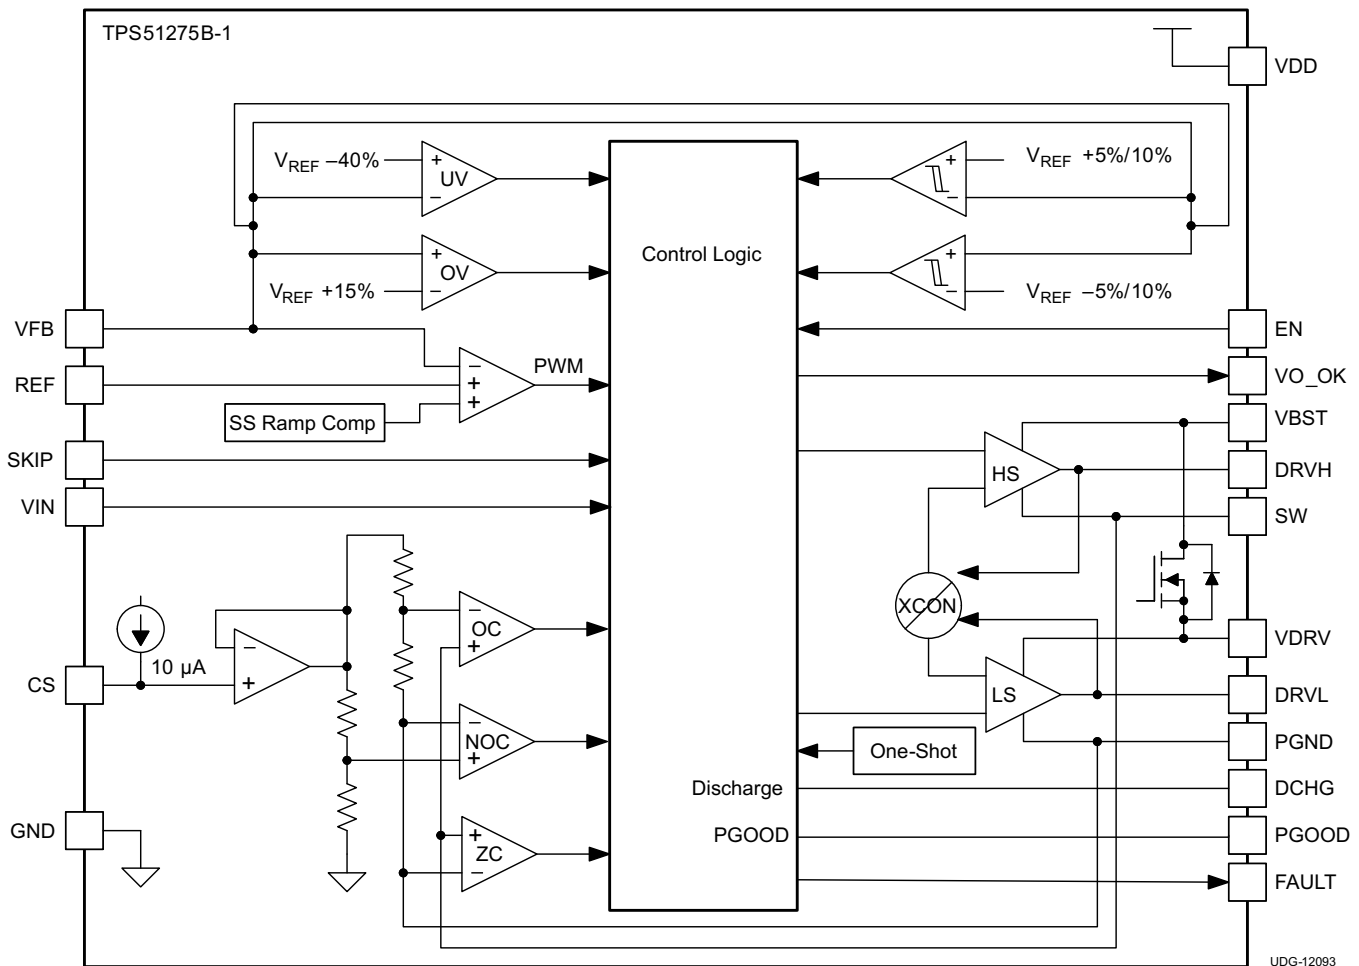 TPS51275B-1
VDD
VREF –40%
+
UV
–
+
–
VREF +5%/10%
+
OV
–
VREF +15%
Control Logic
+
–
VREF –5%/10%
VFB
EN
REF
–
+
+
PWM
VO_OK
SS Ramp Comp
VBST
SKIP
HS
DRVH
VIN
SW
XCON
10 µA
–
+
–
OC
+
CS
VDRV
LS
DRVL
–
NOC
+
One-Shot
PGND
Discharge
DCHG
GND
+
ZC
–
PGOOD
PGOOD
FAULT
UDG-12093